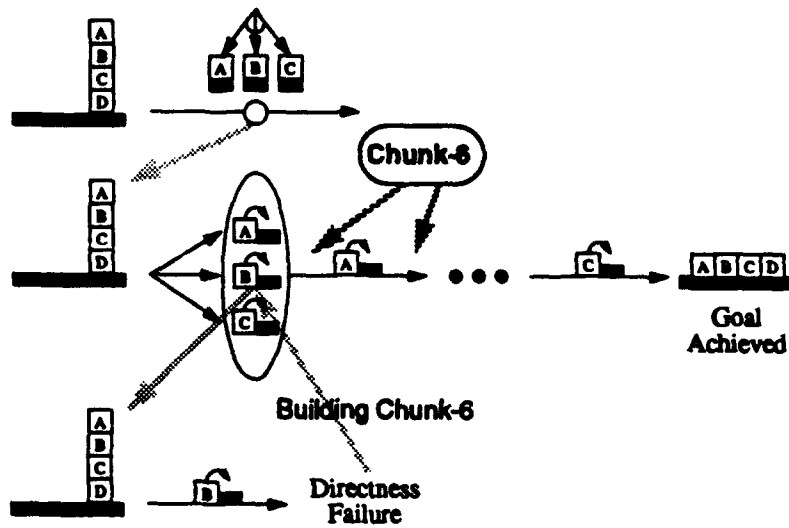 A
B
C
D
A B C
Chunk-6
A
B
C
D
A
B
C
A
C
A B C D
Goal
Achieved
Building Chunk-6
A
B
C
D
B
Directness
Failure